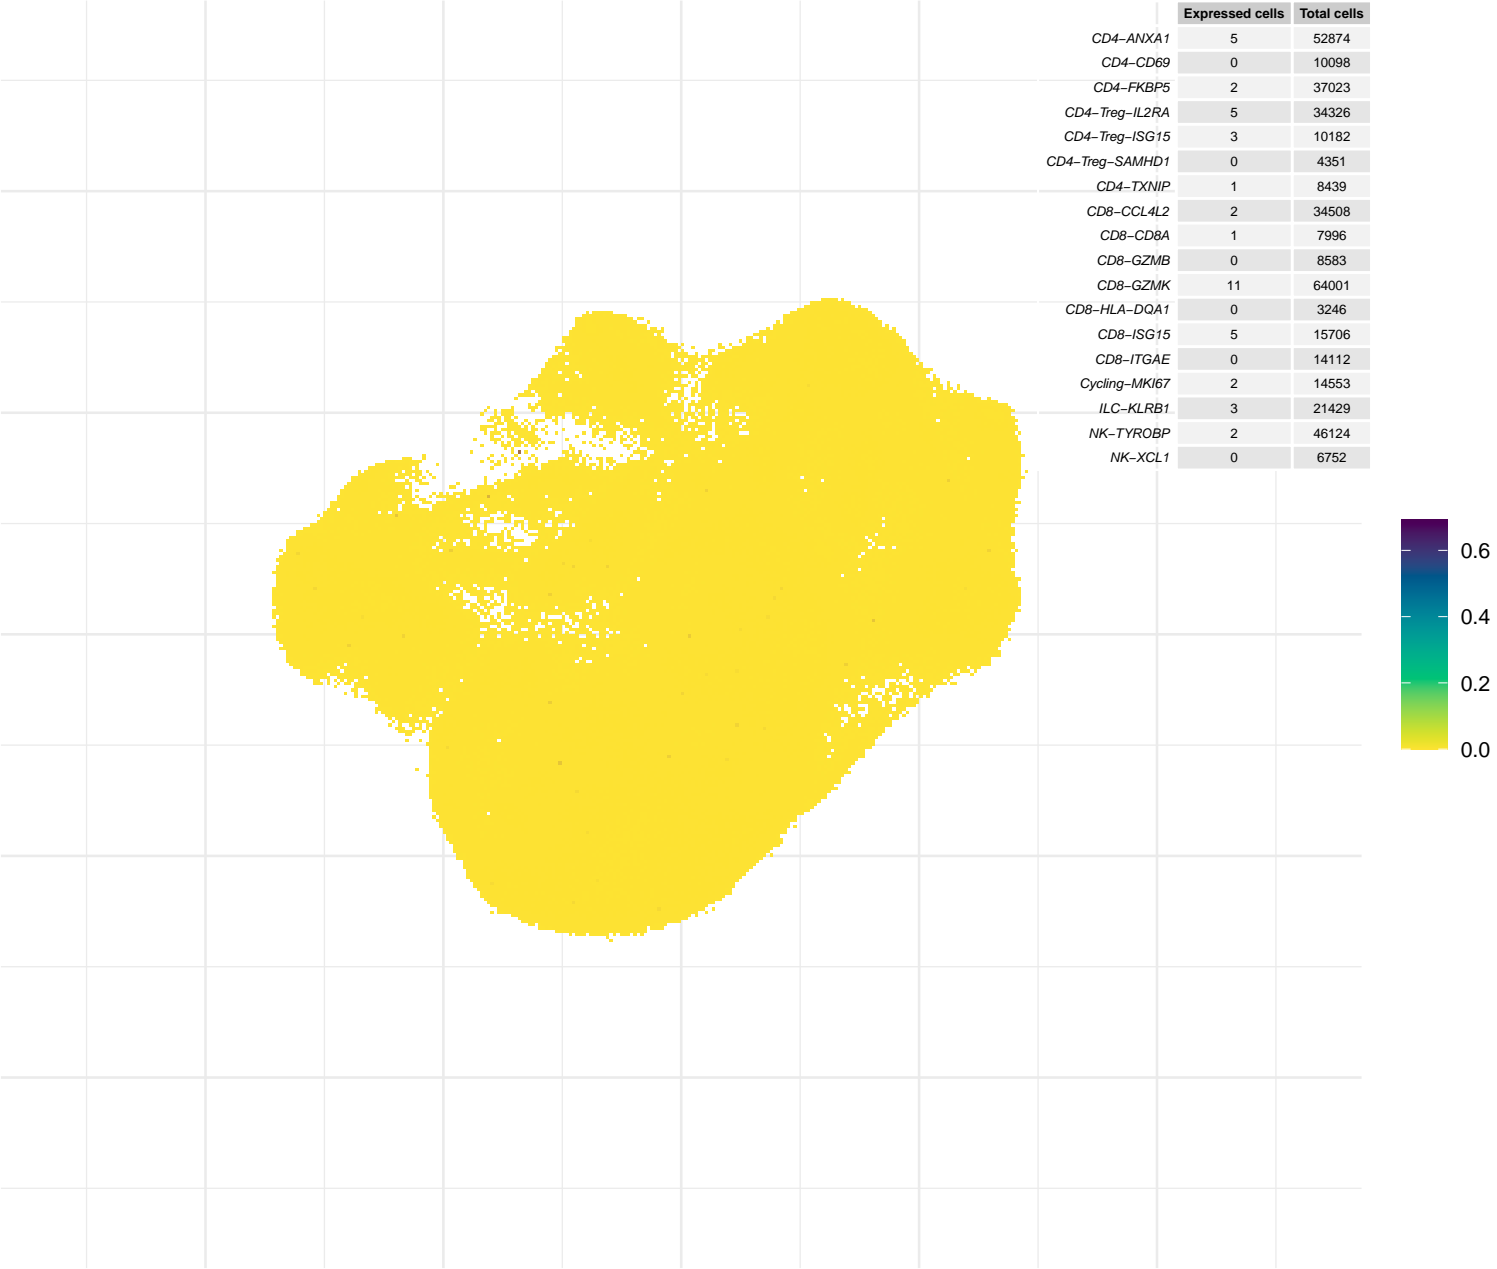 Expressed cells Total cells
CD4−ANXA1 5 52874
CD4−CD69 0 10098
CD4−FKBP5 2 37023
CD4−Treg−IL2RA 5 34326
CD4−Treg−ISG15 3 10182
CD4−Treg−SAMHD1 0 4351
CD4−TXNIP 1 8439
CD8−CCL4L2 2 34508
CD8−CD8A 1 7996
CD8−GZMB 0 8583
CD8−GZMK 11 64001
CD8−HLA−DQA1 0 3246
CD8−ISG15 5 15706
CD8−ITGAE 0 14112
Cycling−MKI67 2 14553
ILC−KLRB1 3 21429
NK−TYROBP 2 46124
NK−XCL1 0 6752
0.6
0.4
0.2
0.0